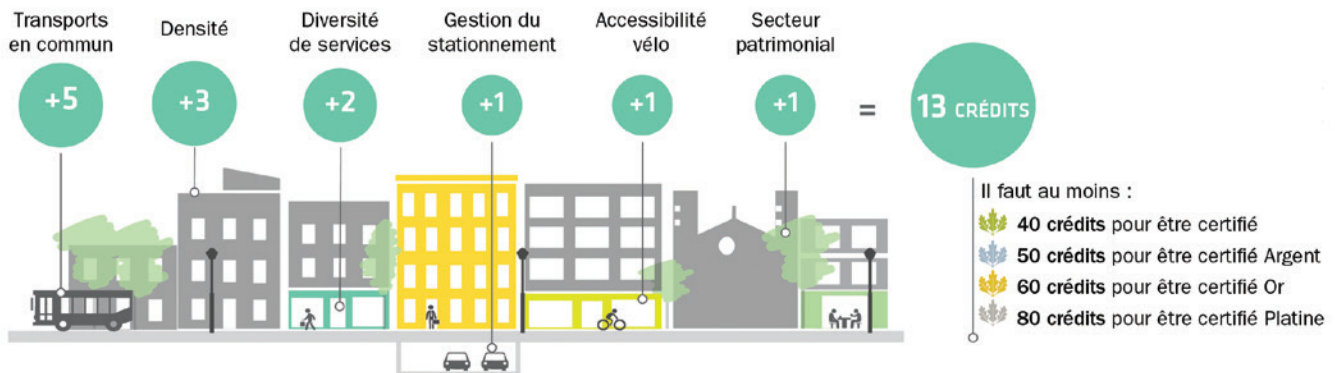 Transports
en commun
Densité
Diversité
de services
Gestion du
stationnement
Accessibilité
vélo
Secteur
patrimonial
+5
+3
+2
+1
+1
+1
=
13 CRÉDITS
Il faut au moins :
40 crédits pour être certifié
50 crédits pour être certifié Argent
60 crédits pour être certifié Or
80 crédits pour être certifié Platine